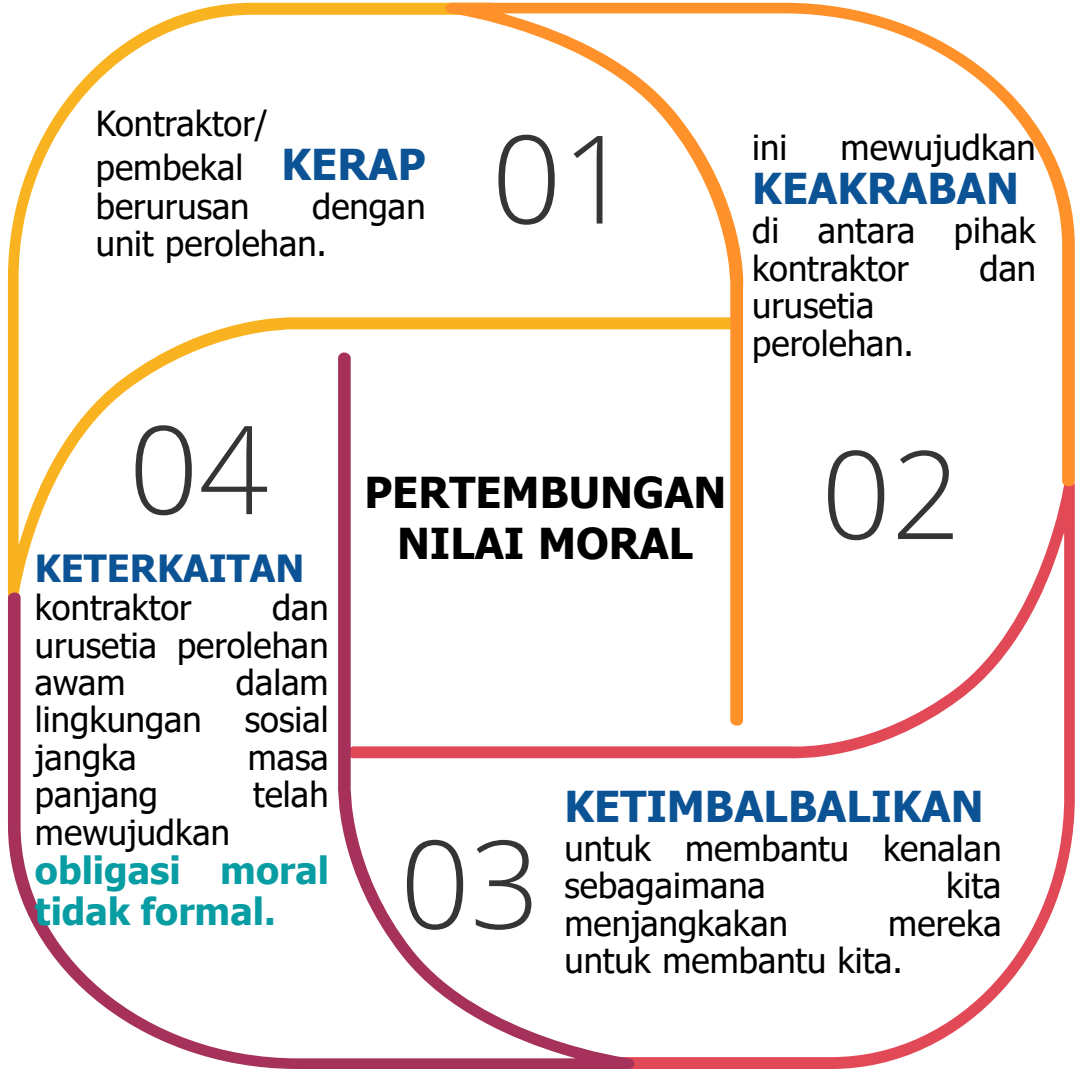 Kontraktor/
pembekal KERAP
berurusan dengan
unit perolehan.
01
ini mewujudkan
KEAKRABAN
di antara pihak
kontraktor dan
urusetia
perolehan.
02
PERTEMBUNGAN
NILAI MORAL
03
KETIMBALBALIKAN
untuk membantu kenalan
sebagaimana kita
menjangkakan mereka
untuk membantu kita.
04
KETERKAITAN
kontraktor dan
urusetia perolehan
awam dalam
lingkungan sosial
jangka masa
panjang telah
mewujudkan
obligasi moral
tidak formal.